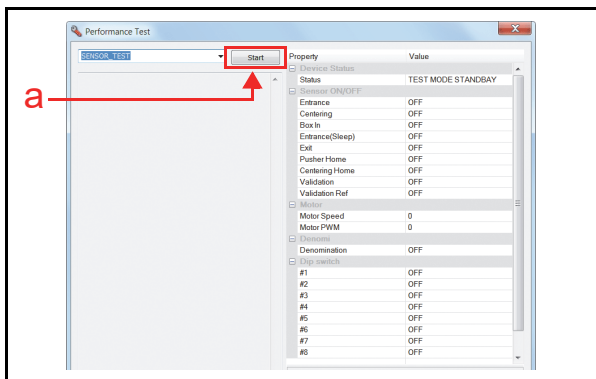 Performance Test
SENSOR_TEST Start
a
Property Value
Device Status
Status TEST MODE STANDBAY
Sensor ON/OFF
Entrance OFF
Centering OFF
Box In OFF
Entrance(Sleep) OFF
Exit OFF
Pusher Home OFF
Centering Home OFF
Validation OFF
Validation Ref OFF
Motor
Motor Speed 0
Motor PWM 0
Denomi
Denomination OFF
Dip switch
#1 OFF
#2 OFF
#3 OFF
#4 OFF
#5 OFF
#6 OFF
#7 OFF
#8 OFF